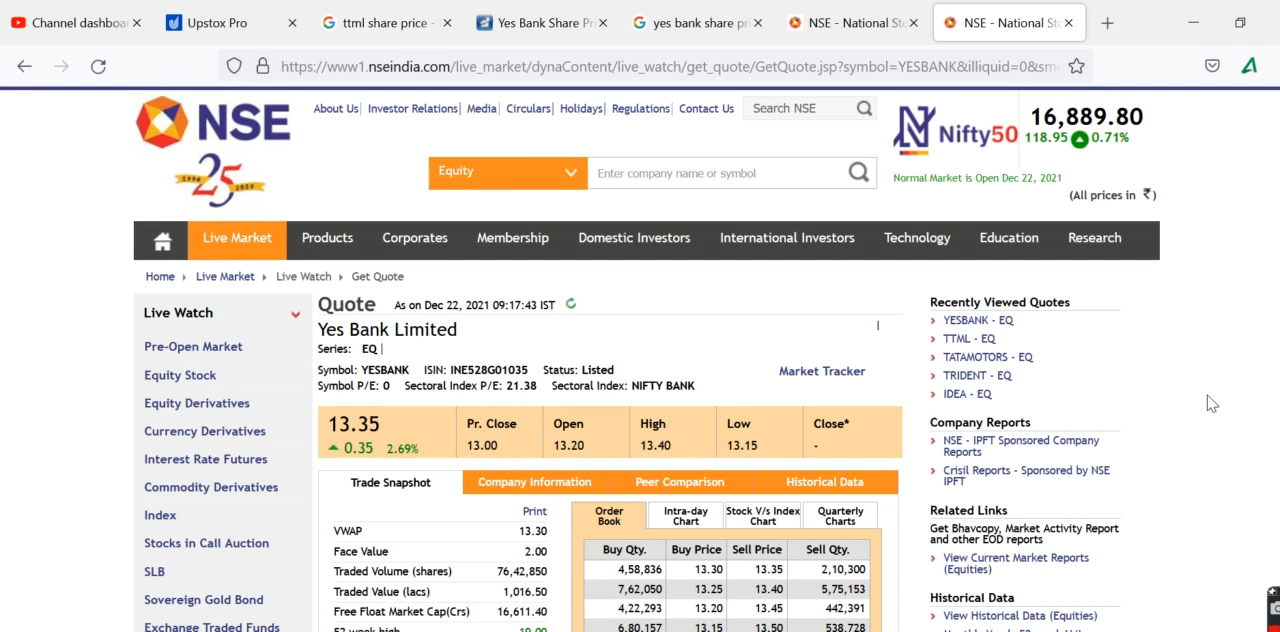 Channel dashboar
Upstox Pro
ttml share price -
Yes Bank Share Pri
yes bank share pri
NSE - National Sto
NSE - National Sto
https://www1.nseindia.com/live_market/dynaContent/live_watch/get_quote/GetQuote.jsp?symbol=YESBANK&illiquid=0&sme
NSE
25
About Us| Investor Relations| Media| Circulars| Holidays| Regulations| Contact Us
Search NSE
Nifty50
16,889.80
118.95 0.71%
Equity
Enter company name or symbol
Normal Market is Open Dec 22, 2021
(All prices in ₹)
Live Market Products Corporates Membership Domestic Investors International Investors Technology Education Research
Home Live Market Live Watch Get Quote
Live Watch
Pre-Open Market
Equity Stock
Equity Derivatives
Currency Derivatives
Interest Rate Futures
Commodity Derivatives
Index
Stocks in Call Auction
SLB
Sovereign Gold Bond
Exchange Traded Funds
Quote As on Dec 22, 2021 09:17:43 IST
Yes Bank Limited
Series: EQ |
Symbol: YESBANK ISIN: INE528G01035 Status: Listed
Market Tracker
Symbol P/E: 0 Sectoral Index P/E: 21.38 Sectoral Index: NIFTY BANK
13.35 Pr. Close Open High Low Close*
0.35 2.69% 13.00 13.20 13.40 13.15 -
Trade Snapshot Company Information Peer Comparison Historical Data
Print
VWAP 13.30
Face Value 2.00
Traded Volume (shares) 76,42,850
Traded Value (lacs) 1,016.50
Free Float Market Cap(Crs) 16,611.40
52 week high 19.00
Order Book
Intra-day Chart
Stock V/s Index Chart
Quarterly Charts
Buy Qty. Buy Price Sell Price Sell Qty.
4,58,836 13.30 13.35 2,10,300
7,62,050 13.25 13.40 5,75,153
4,22,293 13.20 13.45 442,391
6,80,157 13.15 13.50 538,728
Recently Viewed Quotes
YESBANK - EQ
TTML - EQ
TATAMOTORS - EQ
TRIDENT - EQ
IDEA - EQ
Company Reports
NSE - IPFT Sponsored Company
Reports
Crisil Reports - Sponsored by NSE
IPFT
Related Links
Get Bhavcopy, Market Activity Report
and other EOD reports
View Current Market Reports
(Equities)
Historical Data
View Historical Data (Equities)